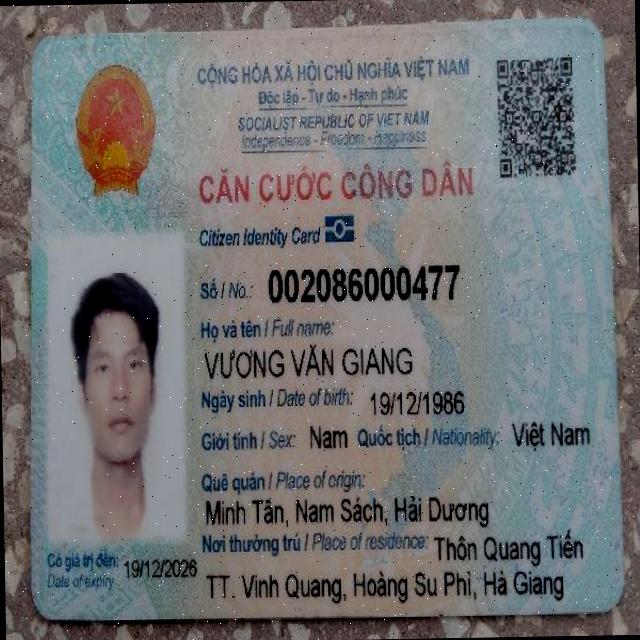 CỘNG HÒA XÃ HỘI CHỦ NGHĨA VIỆT NAM
Độc lập - Tự do - Hạnh phúc
SOCIALIST REPUBLIC OF VIET NAM
Independence - Freedom - Happiness
CĂN CƯỚC CÔNG DÂN
Citizen Identity Card
Số / No.: 002086000477
Họ và tên / Full name:
VƯƠNG VĂN GIANG
Ngày sinh / Date of birth: 19/12/1986
Giới tính / Sex: Nam Quốc tịch / Nationality: Việt Nam
Quê quán / Place of origin:
Minh Tân, Nam Sách, Hải Dương
Nơi thường trú / Place of residence: Thôn Quang Tiến
TT. Vinh Quang, Hoàng Su Phì, Hà Giang
Có giá trị đến: 19/12/2026
Date of expiry